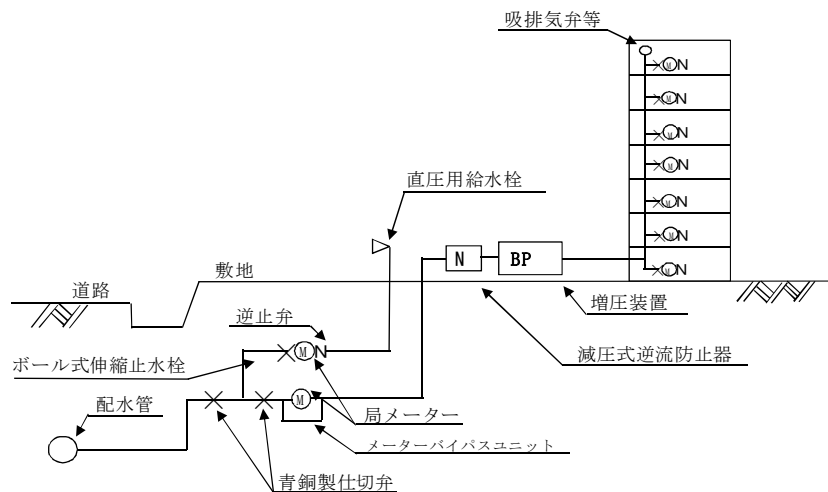 吸排気弁等
M N
M N
M N
M N
M N
M N
M N
直圧用給水栓
N
BP
敷地
道路
増圧装置
逆止弁
減圧式逆流防止器
M N
ボール式伸縮止水栓
M
配水管
局メーター
メーターバイパスユニット
青銅製仕切弁